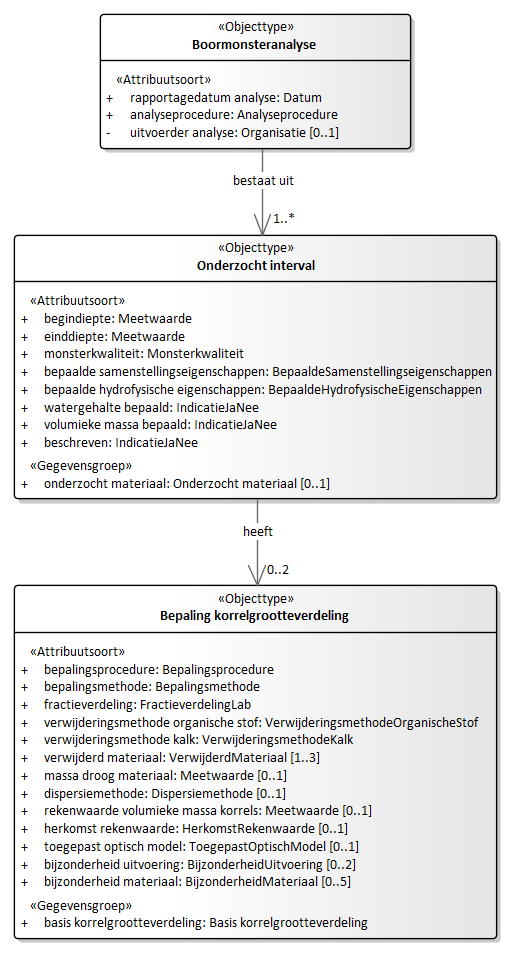 «Objecttype»
Boormonsteranalyse
«Attribuutsoort»
+ rapportagedatum analyse: Datum
+ analyseprocedure: Analyseprocedure
- uitvoerder analyse: Organisatie [0..1]
bestaat uit
1..*
«Objecttype»
Onderzocht interval
«Attribuutsoort»
+ begindiepte: Meetwaarde
+ einddiepte: Meetwaarde
+ monsterkwaliteit: Monsterkwaliteit
+ bepaalde samenstellingseigenschappen: BepaaldeSamenstellingseigenschappen
+ bepaalde hydrofysische eigenschappen: BepaaldeHydrofysischeEigenschappen
+ watergehalte bepaald: IndicatieJaNee
+ volumieke massa bepaald: IndicatieJaNee
+ beschreven: IndicatieJaNee
«Gegevensgroep»
+ onderzocht materiaal: Onderzocht materiaal [0..1]
heeft
0..2
«Objecttype»
Bepaling korrelgrootteverdeling
«Attribuutsoort»
+ bepalingsprocedure: Bepalingsprocedure
+ bepalingsmethode: Bepalingsmethode
+ fractieverdeling: FractieverdelingLab
+ verwijderingsmethode organische stof: VerwijderingsmethodeOrganischeStof
+ verwijderingsmethode kalk: VerwijderingsmethodeKalk
+ verwijderd materiaal: VerwijderdMateriaal [1..3]
+ massa droog materiaal: Meetwaarde [0..1]
+ dispersiemethode: Dispersiemethode [0..1]
+ rekenwaarde volumieke massa korrels: Meetwaarde [0..1]
+ herkomst rekenwaarde: HerkomstRekenwaarde [0..1]
+ toegepast optisch model: ToegepastOptischModel [0..1]
+ bijzonderheid uitvoering: BijzonderheidUitvoering [0..2]
+ bijzonderheid materiaal: BijzonderheidMateriaal [0..5]
«Gegevensgroep»
+ basis korrelgrootteverdeling: Basis korrelgrootteverdeling